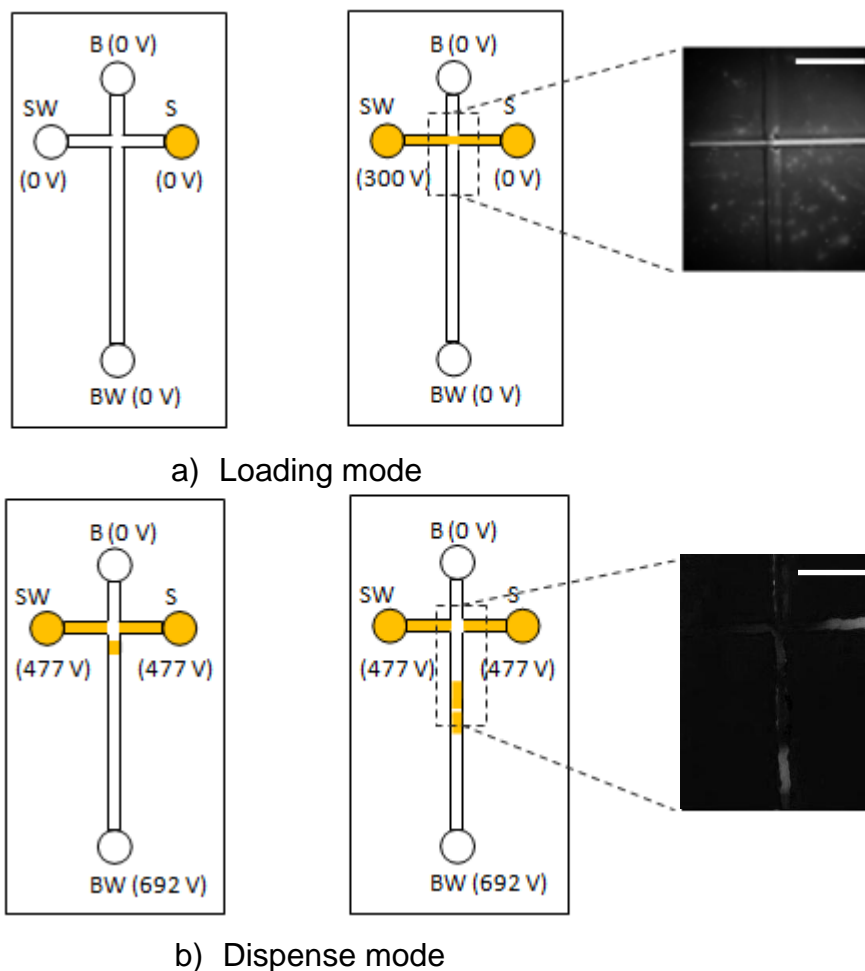 B (0 V)
SW S
(0 V) (0 V)
BW (0 V)
B (0 V)
SW S
(300 V) (0 V)
BW (0 V)
a) Loading mode
B (0 V)
SW S
(477 V) (477 V)
BW (692 V)
B (0 V)
SW S
(477 V) (477 V)
BW (692 V)
b) Dispense mode